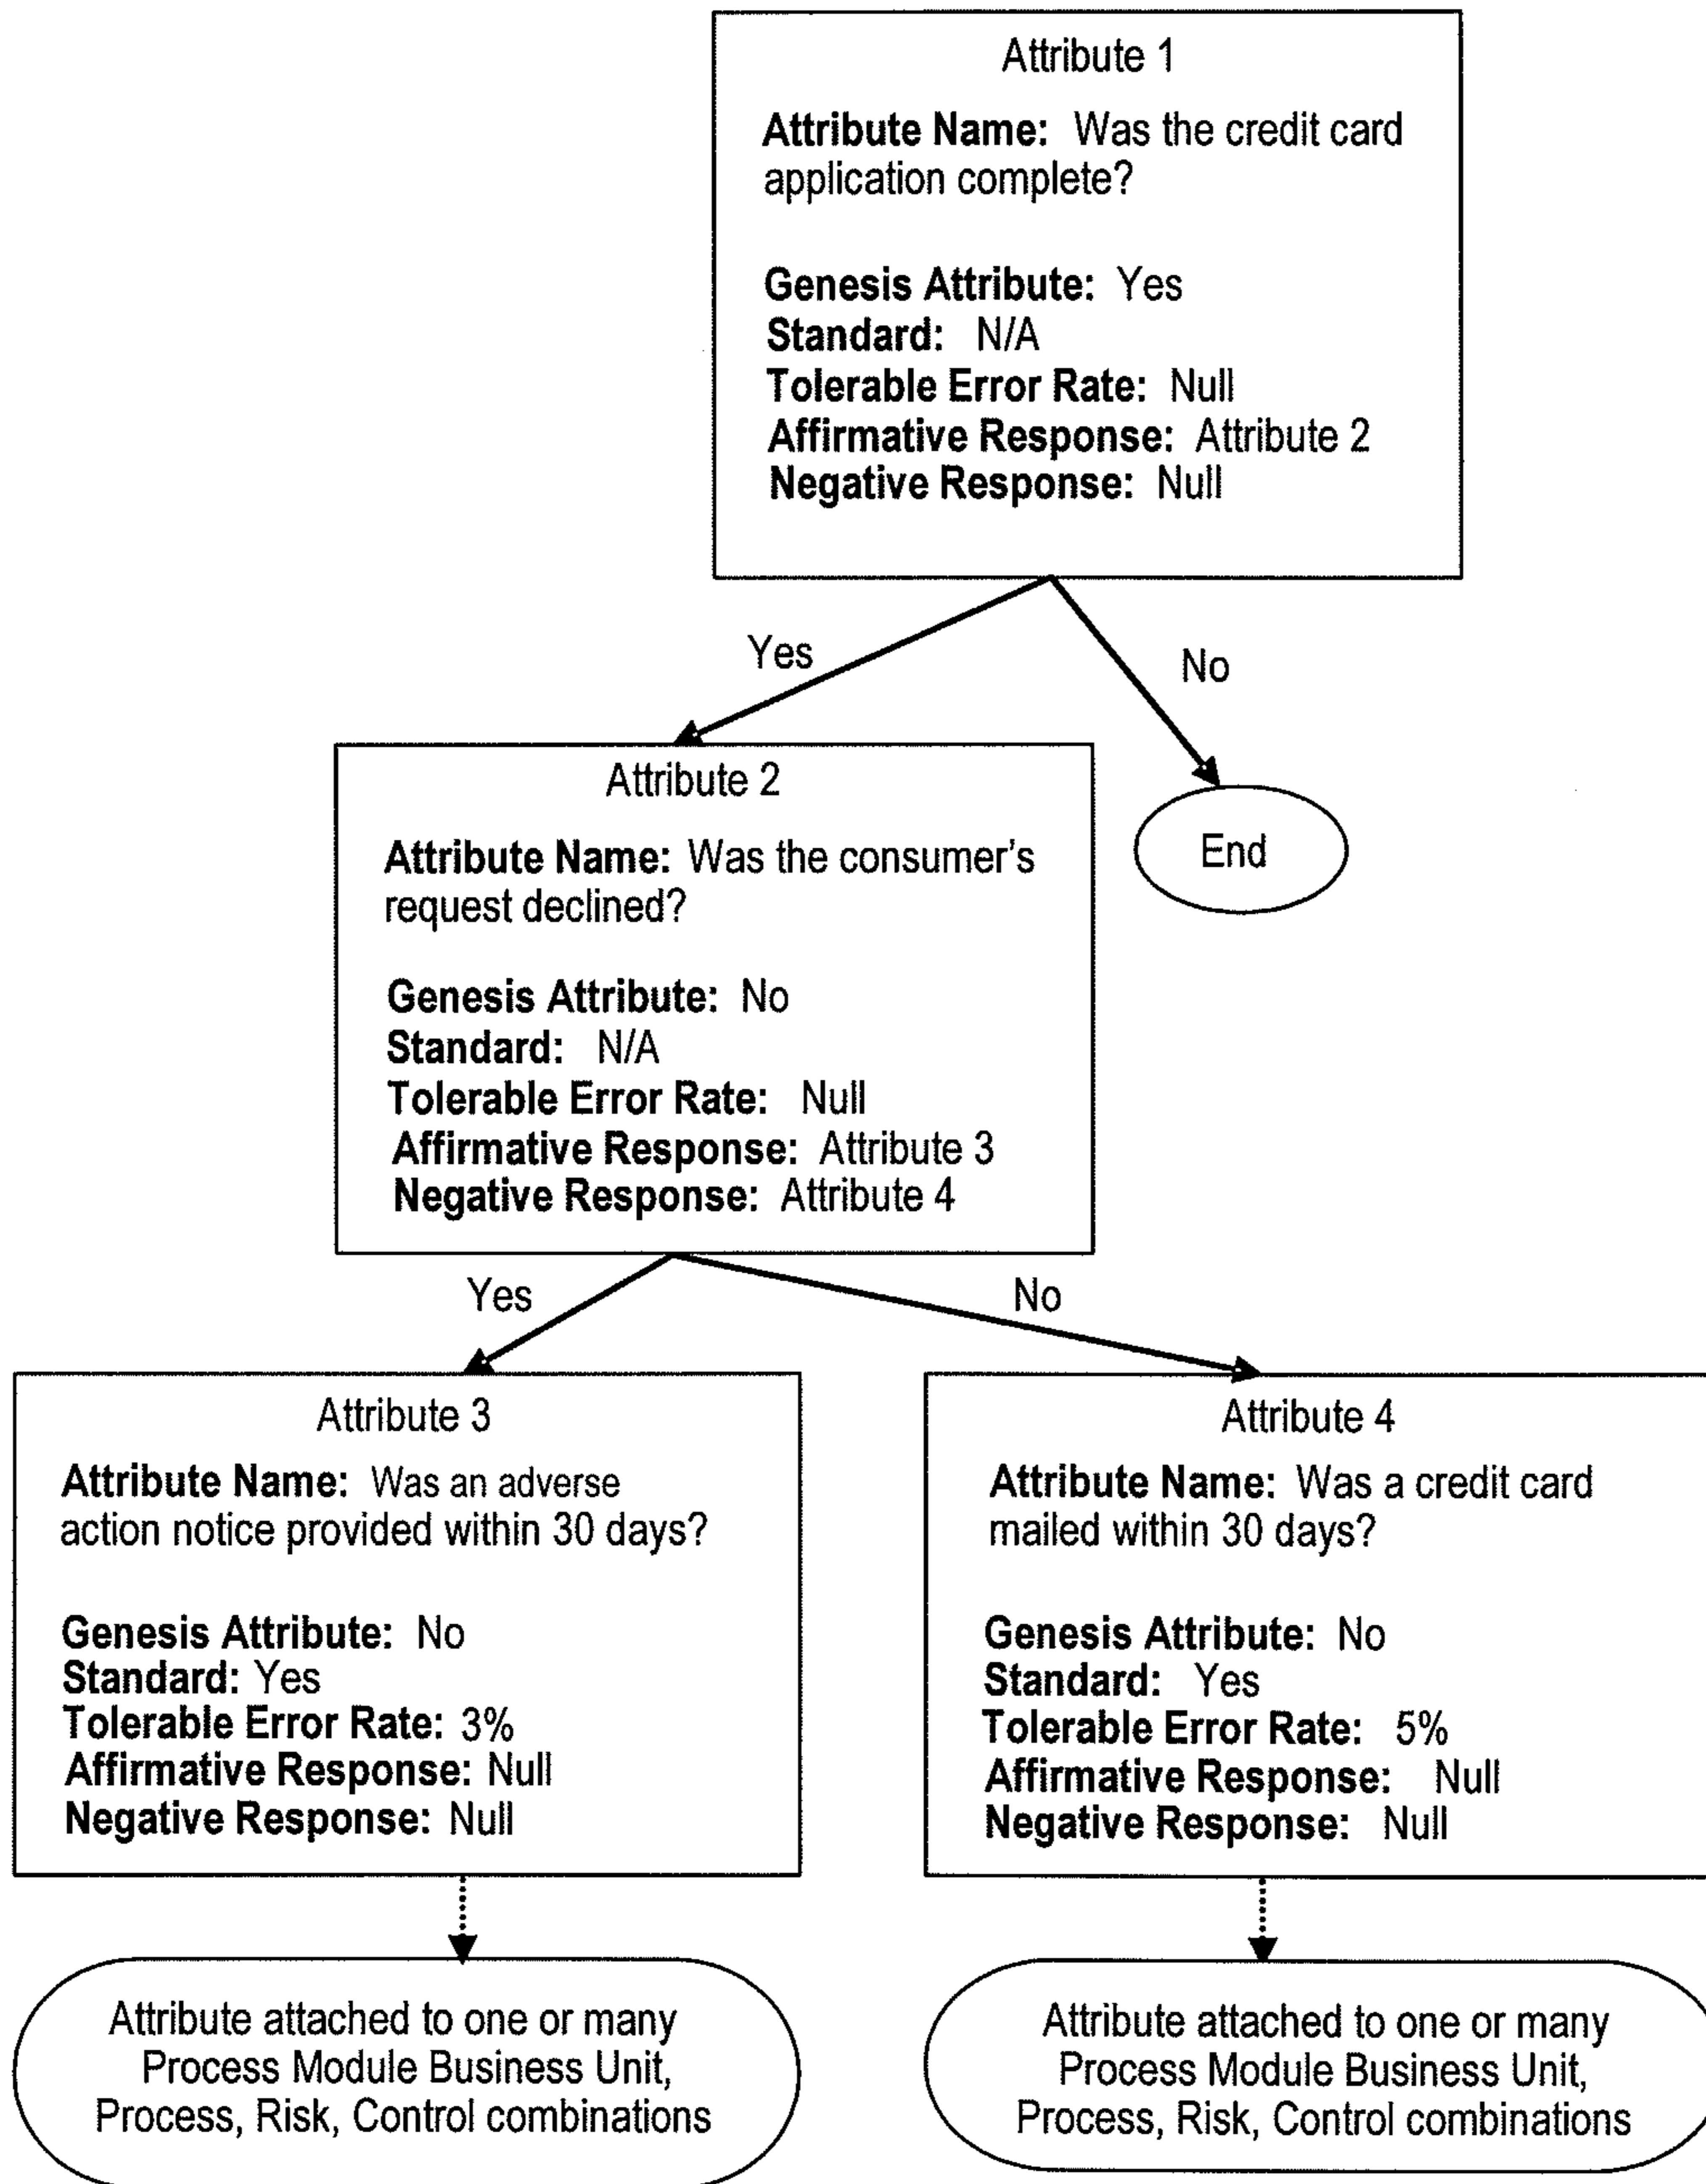 Attribute 1
Attribute Name: Was the credit card
application complete?
Genesis Attribute: Yes
Standard: N/A
Tolerable Error Rate: Null
Affirmative Response: Attribute 2
Negative Response: Null
Yes
No
Attribute 2
Attribute Name: Was the consumer's
request declined?
Genesis Attribute: No
Standard: N/A
Tolerable Error Rate: Null
Affirmative Response: Attribute 3
Negative Response: Attribute 4
End
Yes
No
Attribute 3
Attribute Name: Was an adverse
action notice provided within 30 days?
Genesis Attribute: No
Standard: Yes
Tolerable Error Rate: 3%
Affirmative Response: Null
Negative Response: Null
Attribute 4
Attribute Name: Was a credit card
mailed within 30 days?
Genesis Attribute: No
Standard: Yes
Tolerable Error Rate: 5%
Affirmative Response: Null
Negative Response: Null
Attribute attached to one or many
Process Module Business Unit,
Process, Risk, Control combinations
Attribute attached to one or many
Process Module Business Unit,
Process, Risk, Control combinations